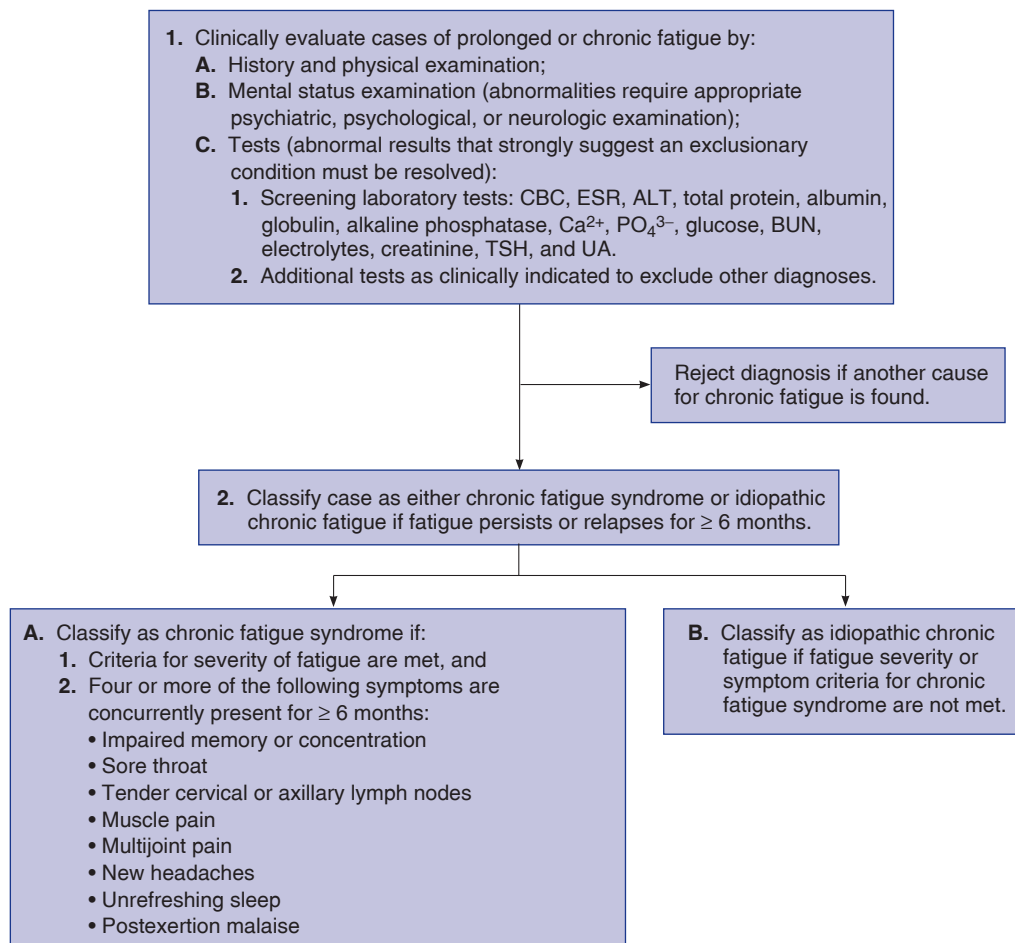 1. Clinically evaluate cases of prolonged or chronic fatigue by:
A. History and physical examination;
B. Mental status examination (abnormalities require appropriate
psychiatric, psychological, or neurologic examination);
C. Tests (abnormal results that strongly suggest an exclusionary
condition must be resolved):
1. Screening laboratory tests: CBC, ESR, ALT, total protein, albumin,
globulin, alkaline phosphatase, Ca²⁺, PO₄³⁻, glucose, BUN,
electrolytes, creatinine, TSH, and UA.
2. Additional tests as clinically indicated to exclude other diagnoses.
Reject diagnosis if another cause
for chronic fatigue is found.
2. Classify case as either chronic fatigue syndrome or idiopathic
chronic fatigue if fatigue persists or relapses for ≥ 6 months.
A. Classify as chronic fatigue syndrome if:
1. Criteria for severity of fatigue are met, and
2. Four or more of the following symptoms are
concurrently present for ≥ 6 months:
• Impaired memory or concentration
• Sore throat
• Tender cervical or axillary lymph nodes
• Muscle pain
• Multijoint pain
• New headaches
• Unrefreshing sleep
• Postexertion malaise
B. Classify as idiopathic chronic
fatigue if fatigue severity or
symptom criteria for chronic
fatigue syndrome are not met.